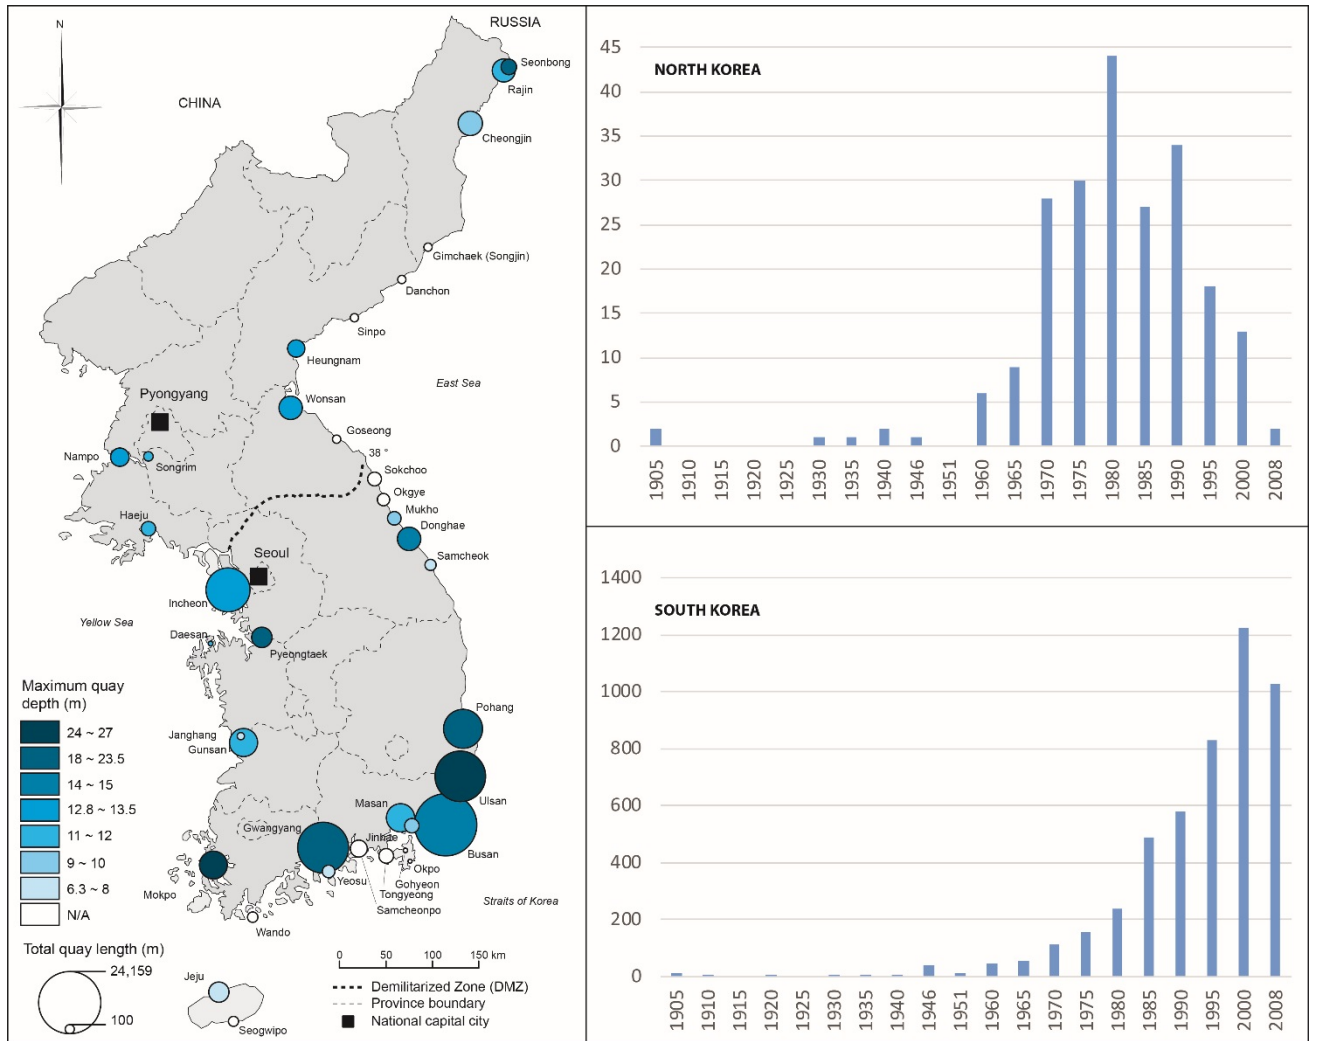 N
RUSSIA
CHINA
Seonbong
Rajin
Cheongjin
Gimchaek (Songjin)
Danchon
Sinpo
Heungnam
East Sea
Pyongyang
Wonsan
Goseong
38 °
Nampo
Songrim
Sokchoo
Okgye
Mukho
Haeju
Donghae
Seoul
Samcheok
Incheon
Yellow Sea
Daesan
Pyeongtaek
Maximum quay
depth (m)
24 ~ 27
18 ~ 23.5
14 ~ 15
12.8 ~ 13.5
11 ~ 12
9 ~ 10
6.3 ~ 8
N/A
Pohang
Janghang
Gunsan
Ulsan
Masan
Gwangyang
Jinhae
Busan
Okpo
Yeosu
Gohyeon
Mokpo
Tongyeong
Samcheonpo
Straits of Korea
Wando
Total quay length (m)
24,159
100
Jeju
Seogwipo
0 50 100 150 km
Demilitarized Zone (DMZ)
Province boundary
National capital city
NORTH KOREA
45
40
35
30
25
20
15
10
5
0
1905 1910 1915 1920 1925 1930 1935 1940 1946 1951 1960 1965 1970 1975 1980 1985 1990 1995 2000 2008
SOUTH KOREA
1400
1200
1000
800
600
400
200
0
1905 1910 1915 1920 1925 1930 1935 1940 1946 1951 1960 1965 1970 1975 1980 1985 1990 1995 2000 2008